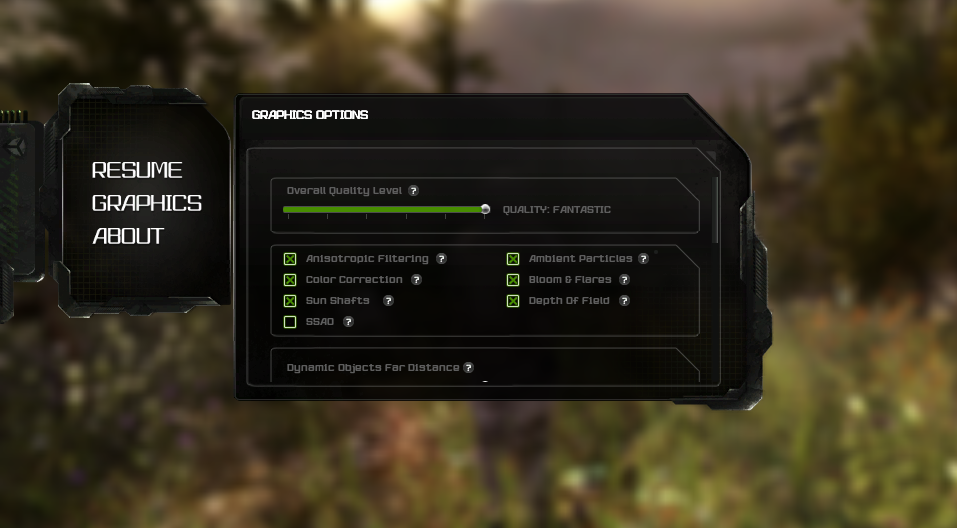 GRAPHICS OPTIONS
RESUME
GRAPHICS
ABOUT
Overall Quality Level ?
QUALITY: FANTASTIC
Anisotropic Filtering ?
Ambient Particles ?
Color Correction ?
Bloom & Flares ?
Sun Shafts ?
Depth Of Field ?
SSAO ?
Dynamic Objects Far Distance ?